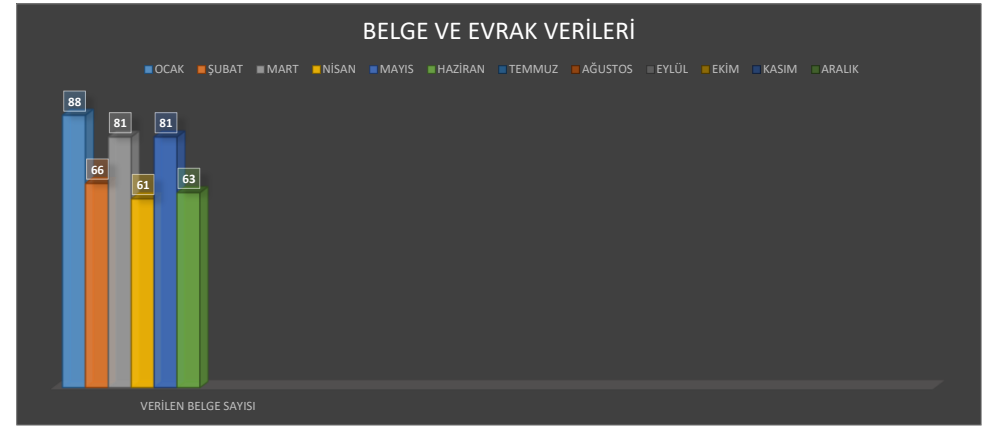 BELGE VE EVRAK VERİLERİ
OCAK ŞUBAT MART NİSAN MAYIS HAZİRAN TEMMUZ AĞUSTOS EYLÜL EKİM KASIM ARALIK
88
81 81
66
61 63
VERİLEN BELGE SAYISI